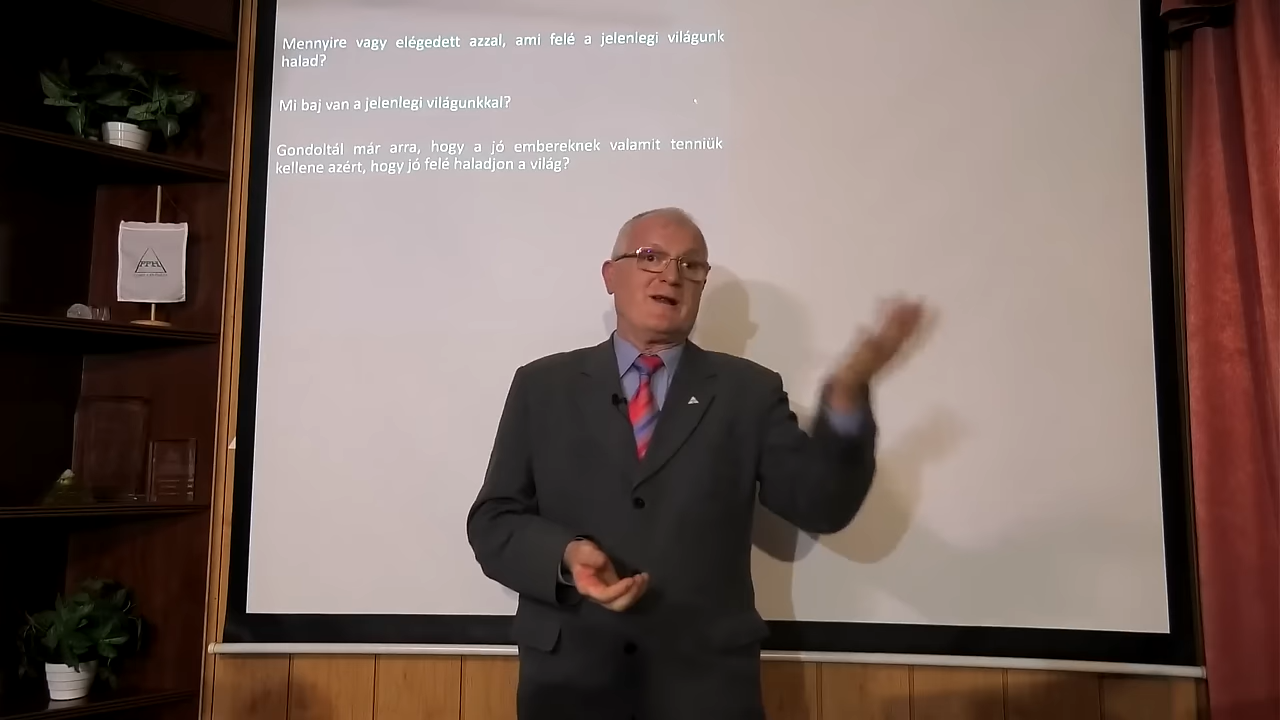 Mennyire vagy elégedett azzal, ami felé a jelenlegi világunk
halad?
Mi baj van a jelenlegi világunkkal?
Gondoltál már arra, hogy a jó embereknek valamit tenniük
kellene azért, hogy jó felé haladjon a világ?